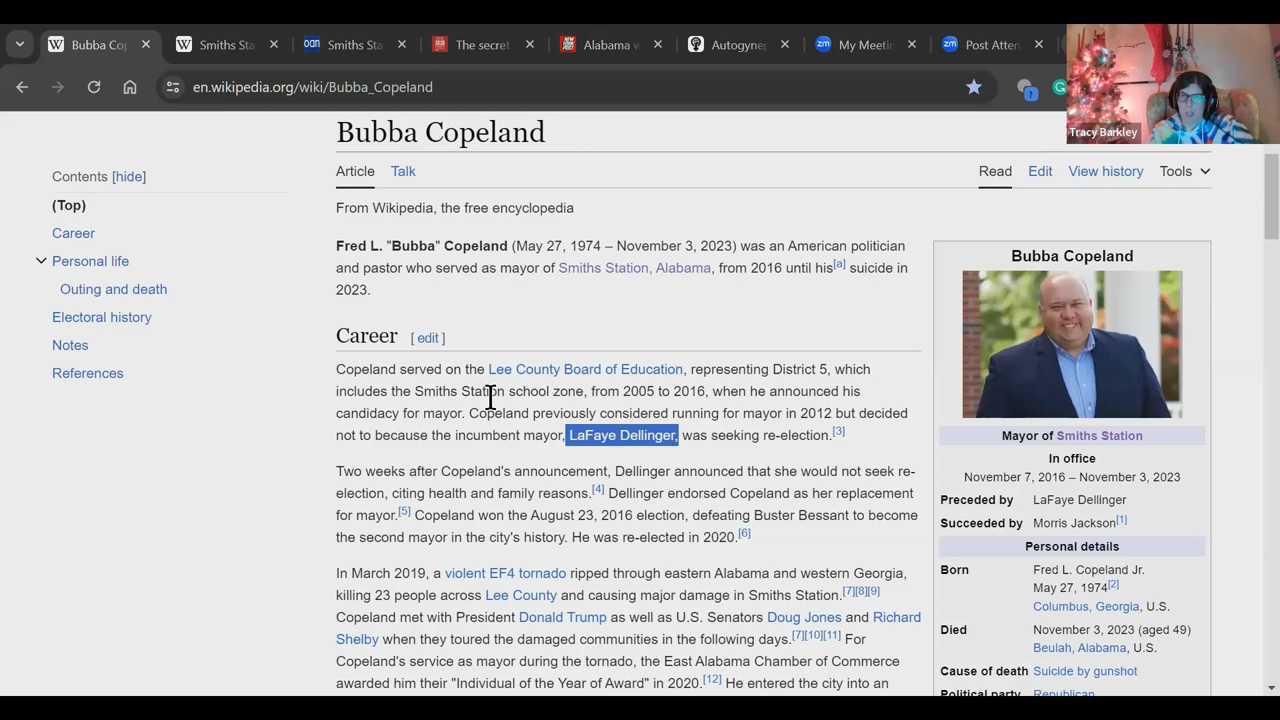 Bubba Cop
Smiths Sta
oan
Smiths Sta
The secret
Alabama w
Autogyne
zm
My Meeti
zm
Post Atten
en.wikipedia.org/wiki/Bubba_Copeland
Tracy Barkley
Bubba Copeland
Contents [hide]
(Top)
Career
Personal life
Outing and death
Electoral history
Notes
References
Article Talk
Read Edit View history Tools
From Wikipedia, the free encyclopedia
Fred L. "Bubba" Copeland (May 27, 1974 – November 3, 2023) was an American politician
and pastor who served as mayor of Smiths Station, Alabama, from 2016 until his[a] suicide in
2023.
Career [ edit ]
Copeland served on the Lee County Board of Education, representing District 5, which
includes the Smiths Station school zone, from 2005 to 2016, when he announced his
candidacy for mayor. Copeland previously considered running for mayor in 2012 but decided
not to because the incumbent mayor, LaFaye Dellinger, was seeking re-election.[3]
Two weeks after Copeland's announcement, Dellinger announced that she would not seek re-
election, citing health and family reasons.[4] Dellinger endorsed Copeland as her replacement
for mayor.[5] Copeland won the August 23, 2016 election, defeating Buster Bessant to become
the second mayor in the city's history. He was re-elected in 2020.[6]
In March 2019, a violent EF4 tornado ripped through eastern Alabama and western Georgia,
killing 23 people across Lee County and causing major damage in Smiths Station.[7][8][9]
Copeland met with President Donald Trump as well as U.S. Senators Doug Jones and Richard
Shelby when they toured the damaged communities in the following days.[7][10][11] For
Copeland's service as mayor during the tornado, the East Alabama Chamber of Commerce
awarded him their "Individual of the Year of Award" in 2020.[12] He entered the city into an
Bubba Copeland
Mayor of Smiths Station
In office
November 7, 2016 – November 3, 2023
Preceded by LaFaye Dellinger
Succeeded by Morris Jackson[1]
Personal details
Born Fred L. Copeland Jr.
May 27, 1974[2]
Columbus, Georgia, U.S.
Died November 3, 2023 (aged 49)
Beulah, Alabama, U.S.
Cause of death Suicide by gunshot
Political party Republican